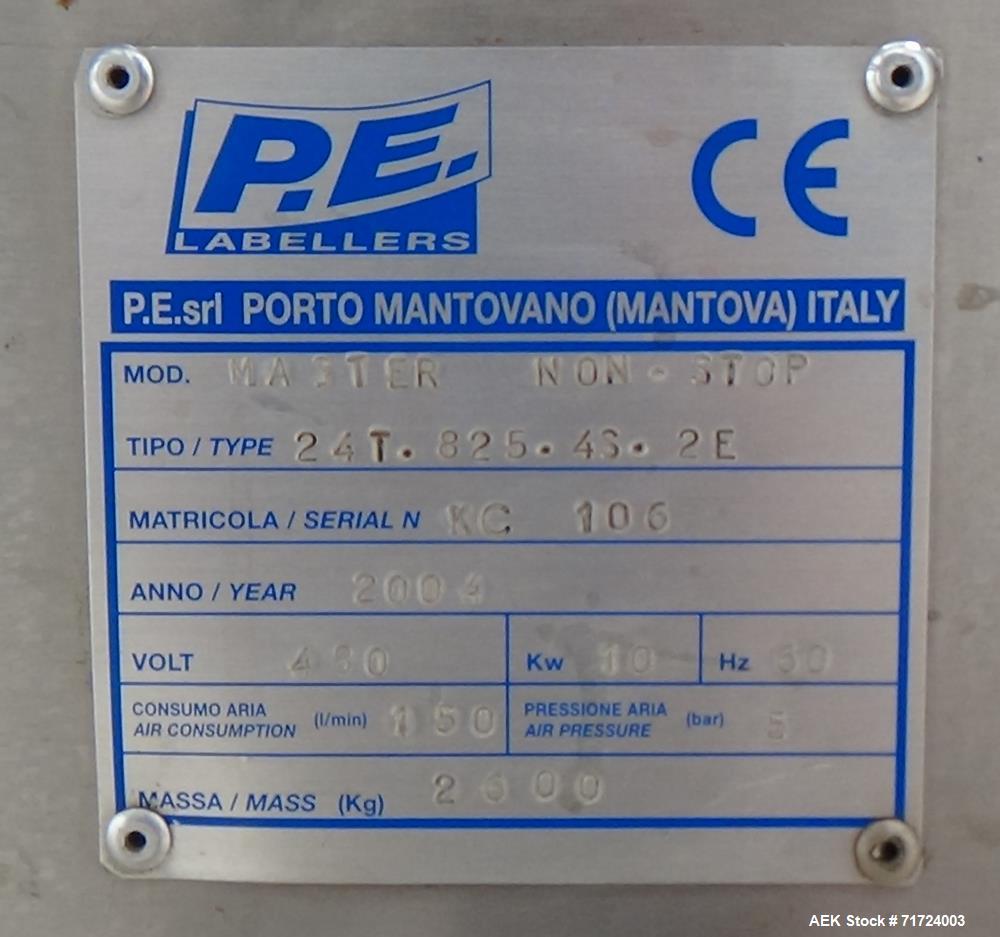 P.E.
LABELLERS
CE
P.E.srl PORTO MANTOVANO (MANTOVA) ITALY
MOD. MASTER NON-STOP
TIPO / TYPE 24T. 825. 4S. 2E
MATRICOLA / SERIAL N KC 106
ANNO / YEAR 2004
VOLT 460 Kw 10 Hz 60
CONSUMO ARIA
AIR CONSUMPTION (l/min) 150
PRESSIONE ARIA
AIR PRESSURE (bar) 5
MASSA / MASS (Kg) 2600
AEK Stock # 71724003